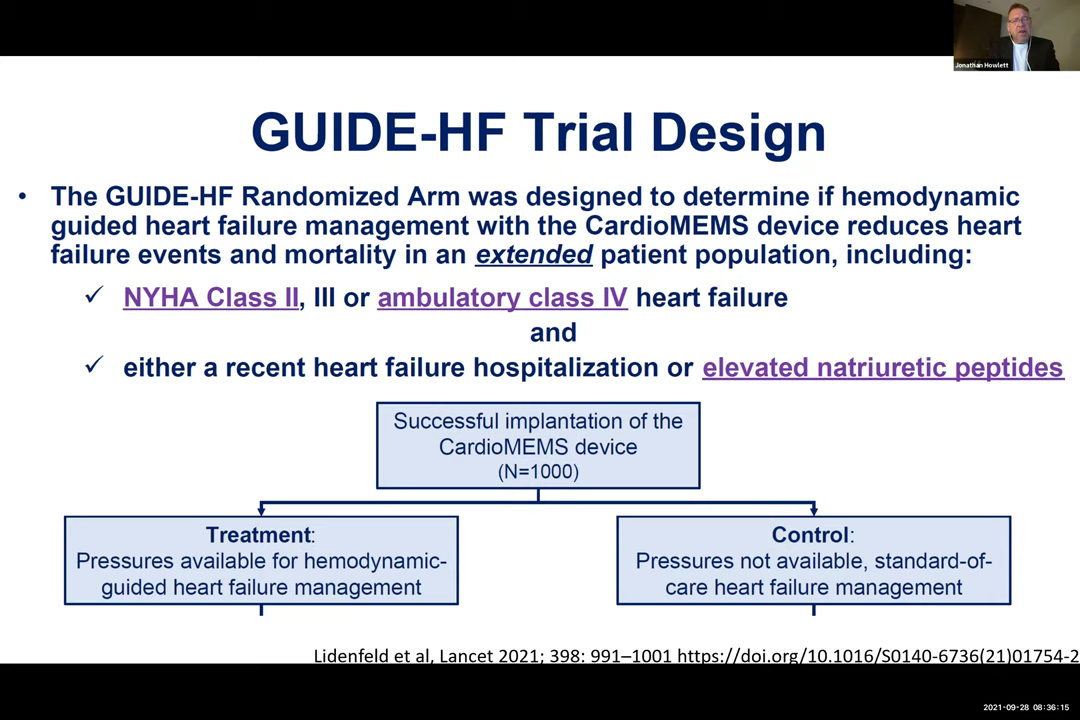 Jonathan Howlett
GUIDE-HF Trial Design
• The GUIDE-HF Randomized Arm was designed to determine if hemodynamic
guided heart failure management with the CardioMEMS device reduces heart
failure events and mortality in an extended patient population, including:
✓ NYHA Class II, III or ambulatory class IV heart failure
and
✓ either a recent heart failure hospitalization or elevated natriuretic peptides
Successful implantation of the
CardioMEMS device
(N=1000)
Treatment:
Pressures available for hemodynamic-
guided heart failure management
Control:
Pressures not available, standard-of-
care heart failure management
Lidenfeld et al, Lancet 2021; 398: 991–1001 https://doi.org/10.1016/S0140-6736(21)01754-2
2021-09-28 08:36:15